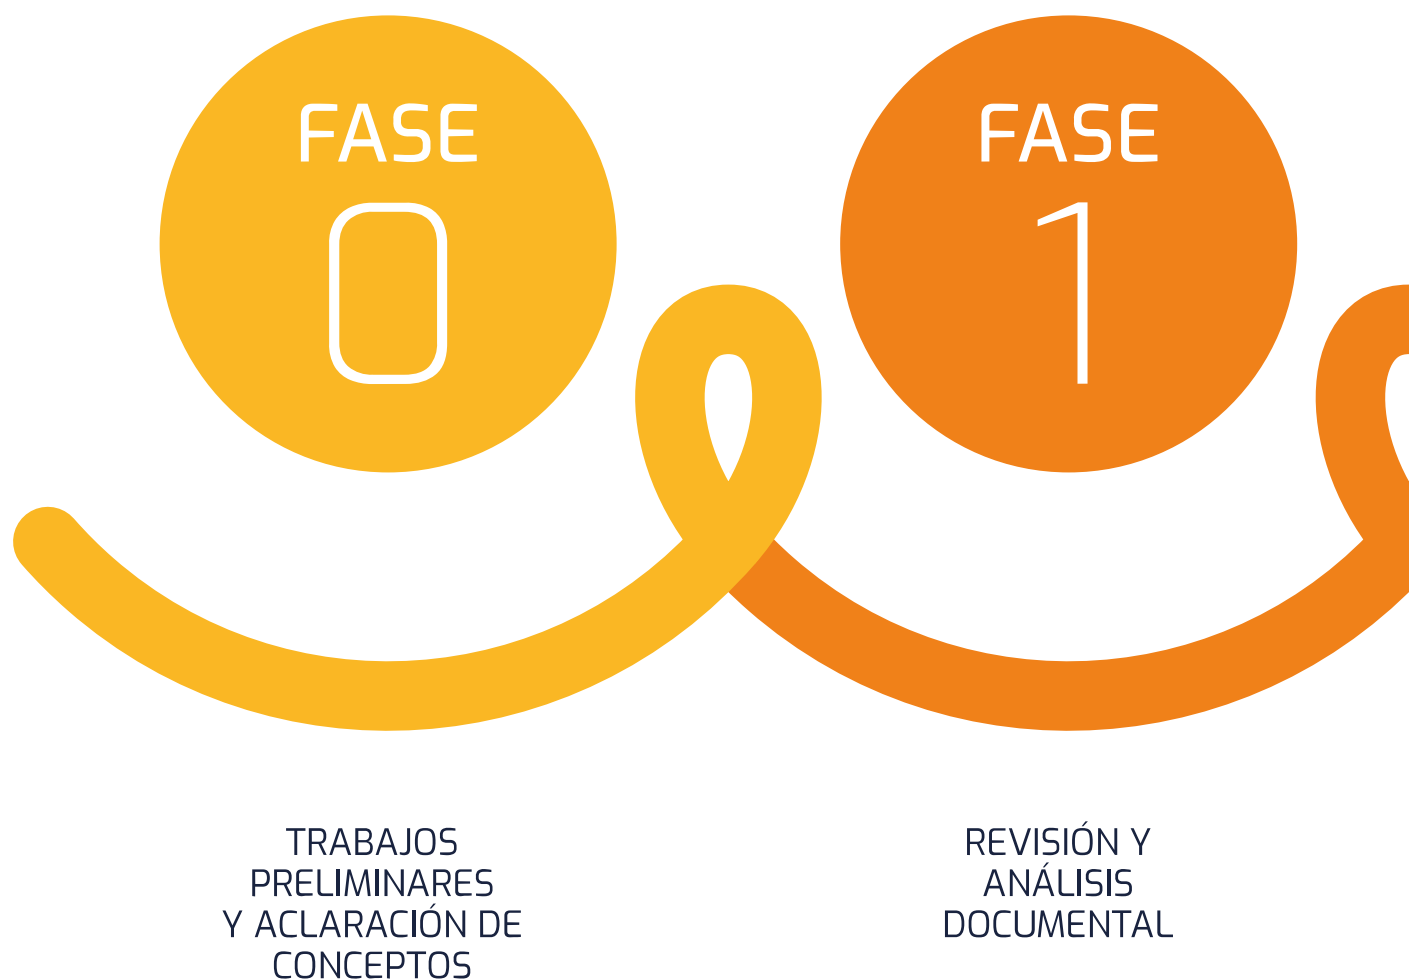 FASE
0
TRABAJOS
PRELIMINARES
Y ACLARACIÓN DE
CONCEPTOS
FASE
1
REVISIÓN Y
ANÁLISIS
DOCUMENTAL